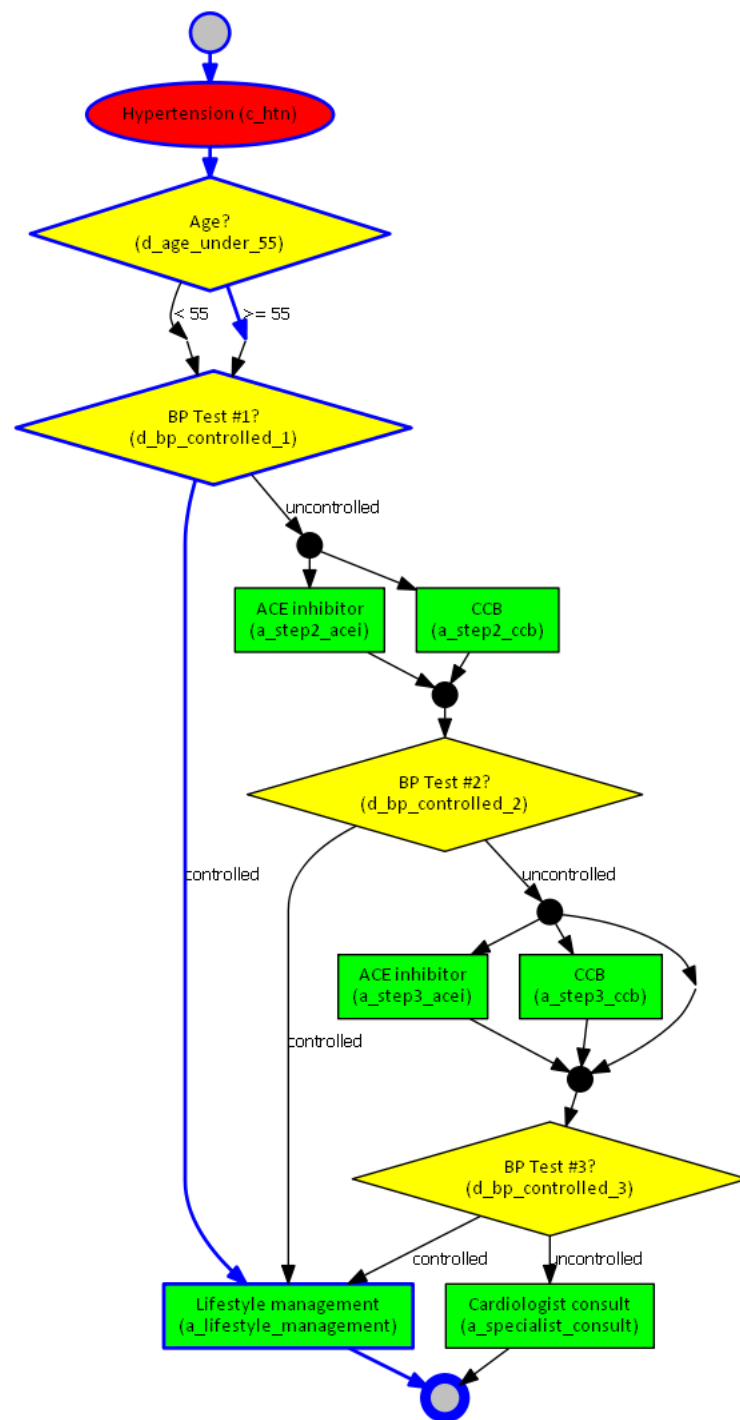 Hypertension (c_htn)
Age?
(d_age_under_55)
< 55
>= 55
BP Test #1?
(d_bp_controlled_1)
uncontrolled
ACE inhibitor
(a_step2_acei)
CCB
(a_step2_ccb)
BP Test #2?
(d_bp_controlled_2)
controlled
uncontrolled
ACE inhibitor
(a_step3_acei)
CCB
(a_step3_ccb)
controlled
BP Test #3?
(d_bp_controlled_3)
controlled
uncontrolled
Lifestyle management
(a_lifestyle_management)
Cardiologist consult
(a_specialist_consult)